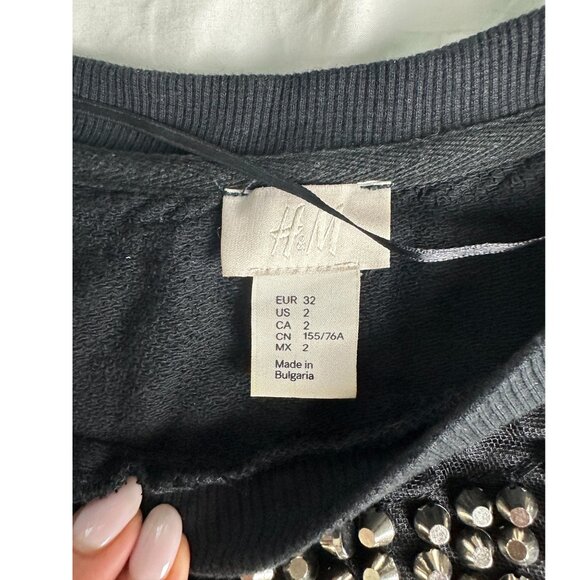 H&M
EUR 32
US 2
CA 2
CN 155/76A
MX 2
Made in
Bulgaria